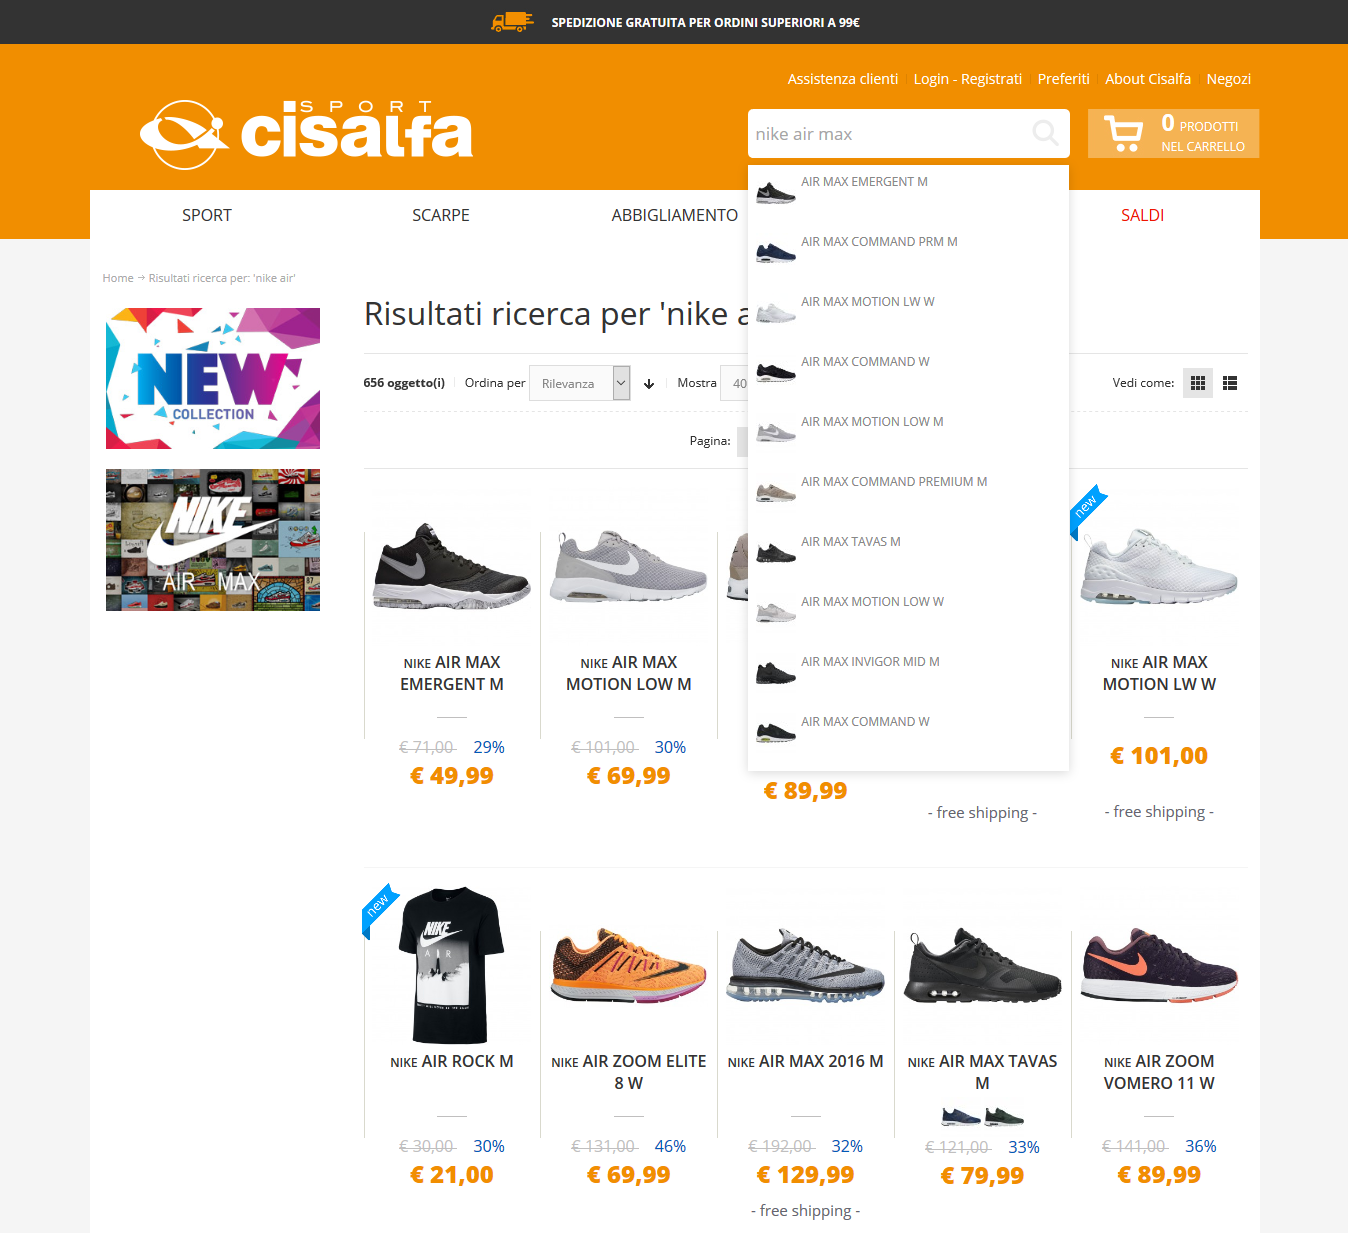 SPEDIZIONE GRATUITA PER ORDINI SUPERIORI A 99€
Assistenza clienti Login - Registrati Preferiti About Cisalfa Negozi
SPORT
cisalfa
nike air max
0 PRODOTTI
NEL CARRELLO
SPORT SCARPE ABBIGLIAMENTO SALDI
AIR MAX EMERGENT M
AIR MAX COMMAND PRM M
AIR MAX MOTION LW W
AIR MAX COMMAND W
AIR MAX MOTION LOW M
AIR MAX COMMAND PREMIUM M
AIR MAX TAVAS M
AIR MAX MOTION LOW W
AIR MAX INVIGOR MID M
AIR MAX COMMAND W
Home → Risultati ricerca per: 'nike air'
NEW
COLLECTION
NIKE
AIR MAX
Risultati ricerca per 'nike a
656 oggetto(i) Ordina per Rilevanza Mostra 40 Vedi come:
Pagina:
new
NIKE AIR MAX
EMERGENT M
€ 71,00 29%
€ 49,99
NIKE AIR MAX
MOTION LOW M
€ 101,00 30%
€ 69,99
€ 89,99
- free shipping -
NIKE AIR MAX
MOTION LW W
€ 101,00
- free shipping -
new
NIKE
AIR
NIKE AIR ROCK M
€ 30,00 30%
€ 21,00
NIKE AIR ZOOM ELITE
8 W
€ 131,00 46%
€ 69,99
NIKE AIR MAX 2016 M
€ 192,00 32%
€ 129,99
- free shipping -
NIKE AIR MAX TAVAS
M
€ 121,00 33%
€ 79,99
NIKE AIR ZOOM
VOMERO 11 W
€ 141,00 36%
€ 89,99